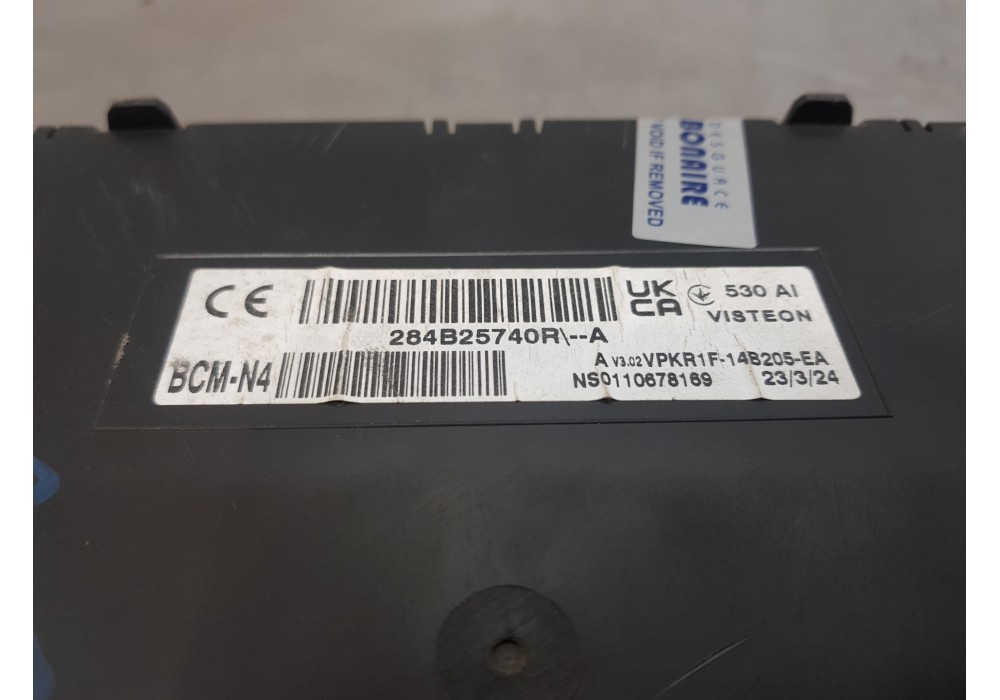 DESGUACE
BONAIRE
VOID IF REMOVED
CE
UK
CA
530 AI
VISTEON
284B25740R\--A
BCM-N4
A V3.02 VPKR1F-14B205-EA
NS0110678169 23/3/24